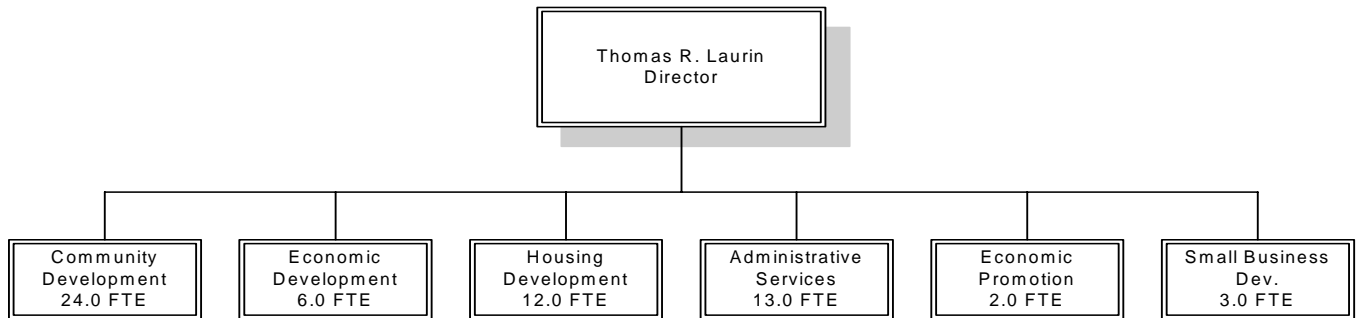 Thomas R. Laurin
Director
Community
Development
24.0 FTE
Economic
Development
6.0 FTE
Housing
Development
12.0 FTE
Administrative
Services
13.0 FTE
Economic
Promotion
2.0 FTE
Small Business
Dev.
3.0 FTE